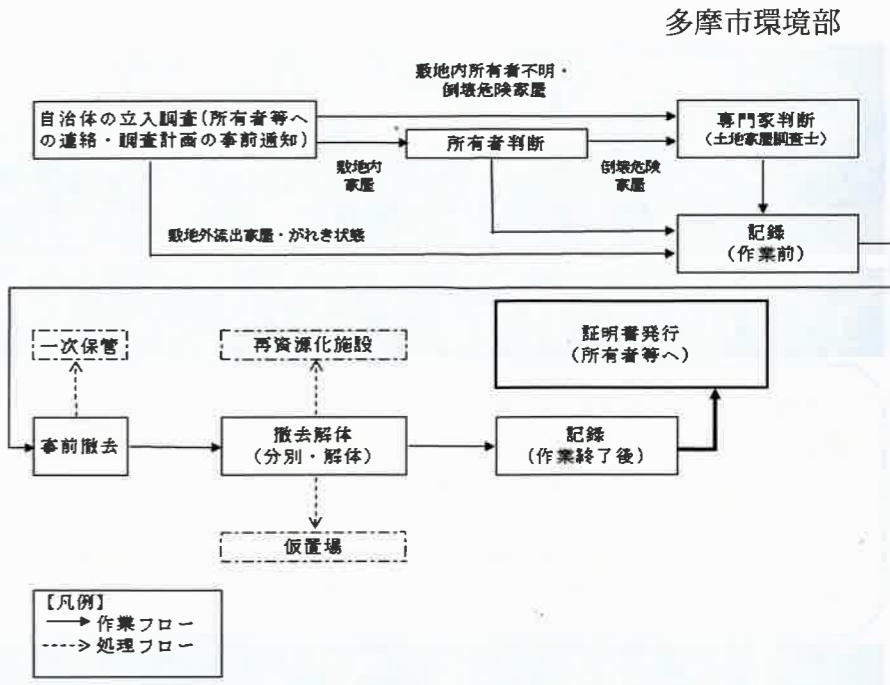 多摩市環境部
敷地内所有者不明・
倒壊危険家屋
自治体の立入調査(所有者等へ
の連絡・調査計画の事前通知)
所有者判断
専門家判断
(土地家屋調査士)
敷地内
家屋
倒壊危険
家屋
敷地外流出家屋・がれき状態
記録
(作業前)
一次保管
再資源化施設
証明書発行
(所有者等へ)
事前撤去
撤去解体
(分別・解体)
記録
(作業終了後)
仮置場
【凡例】
作業フロー
処理フロー